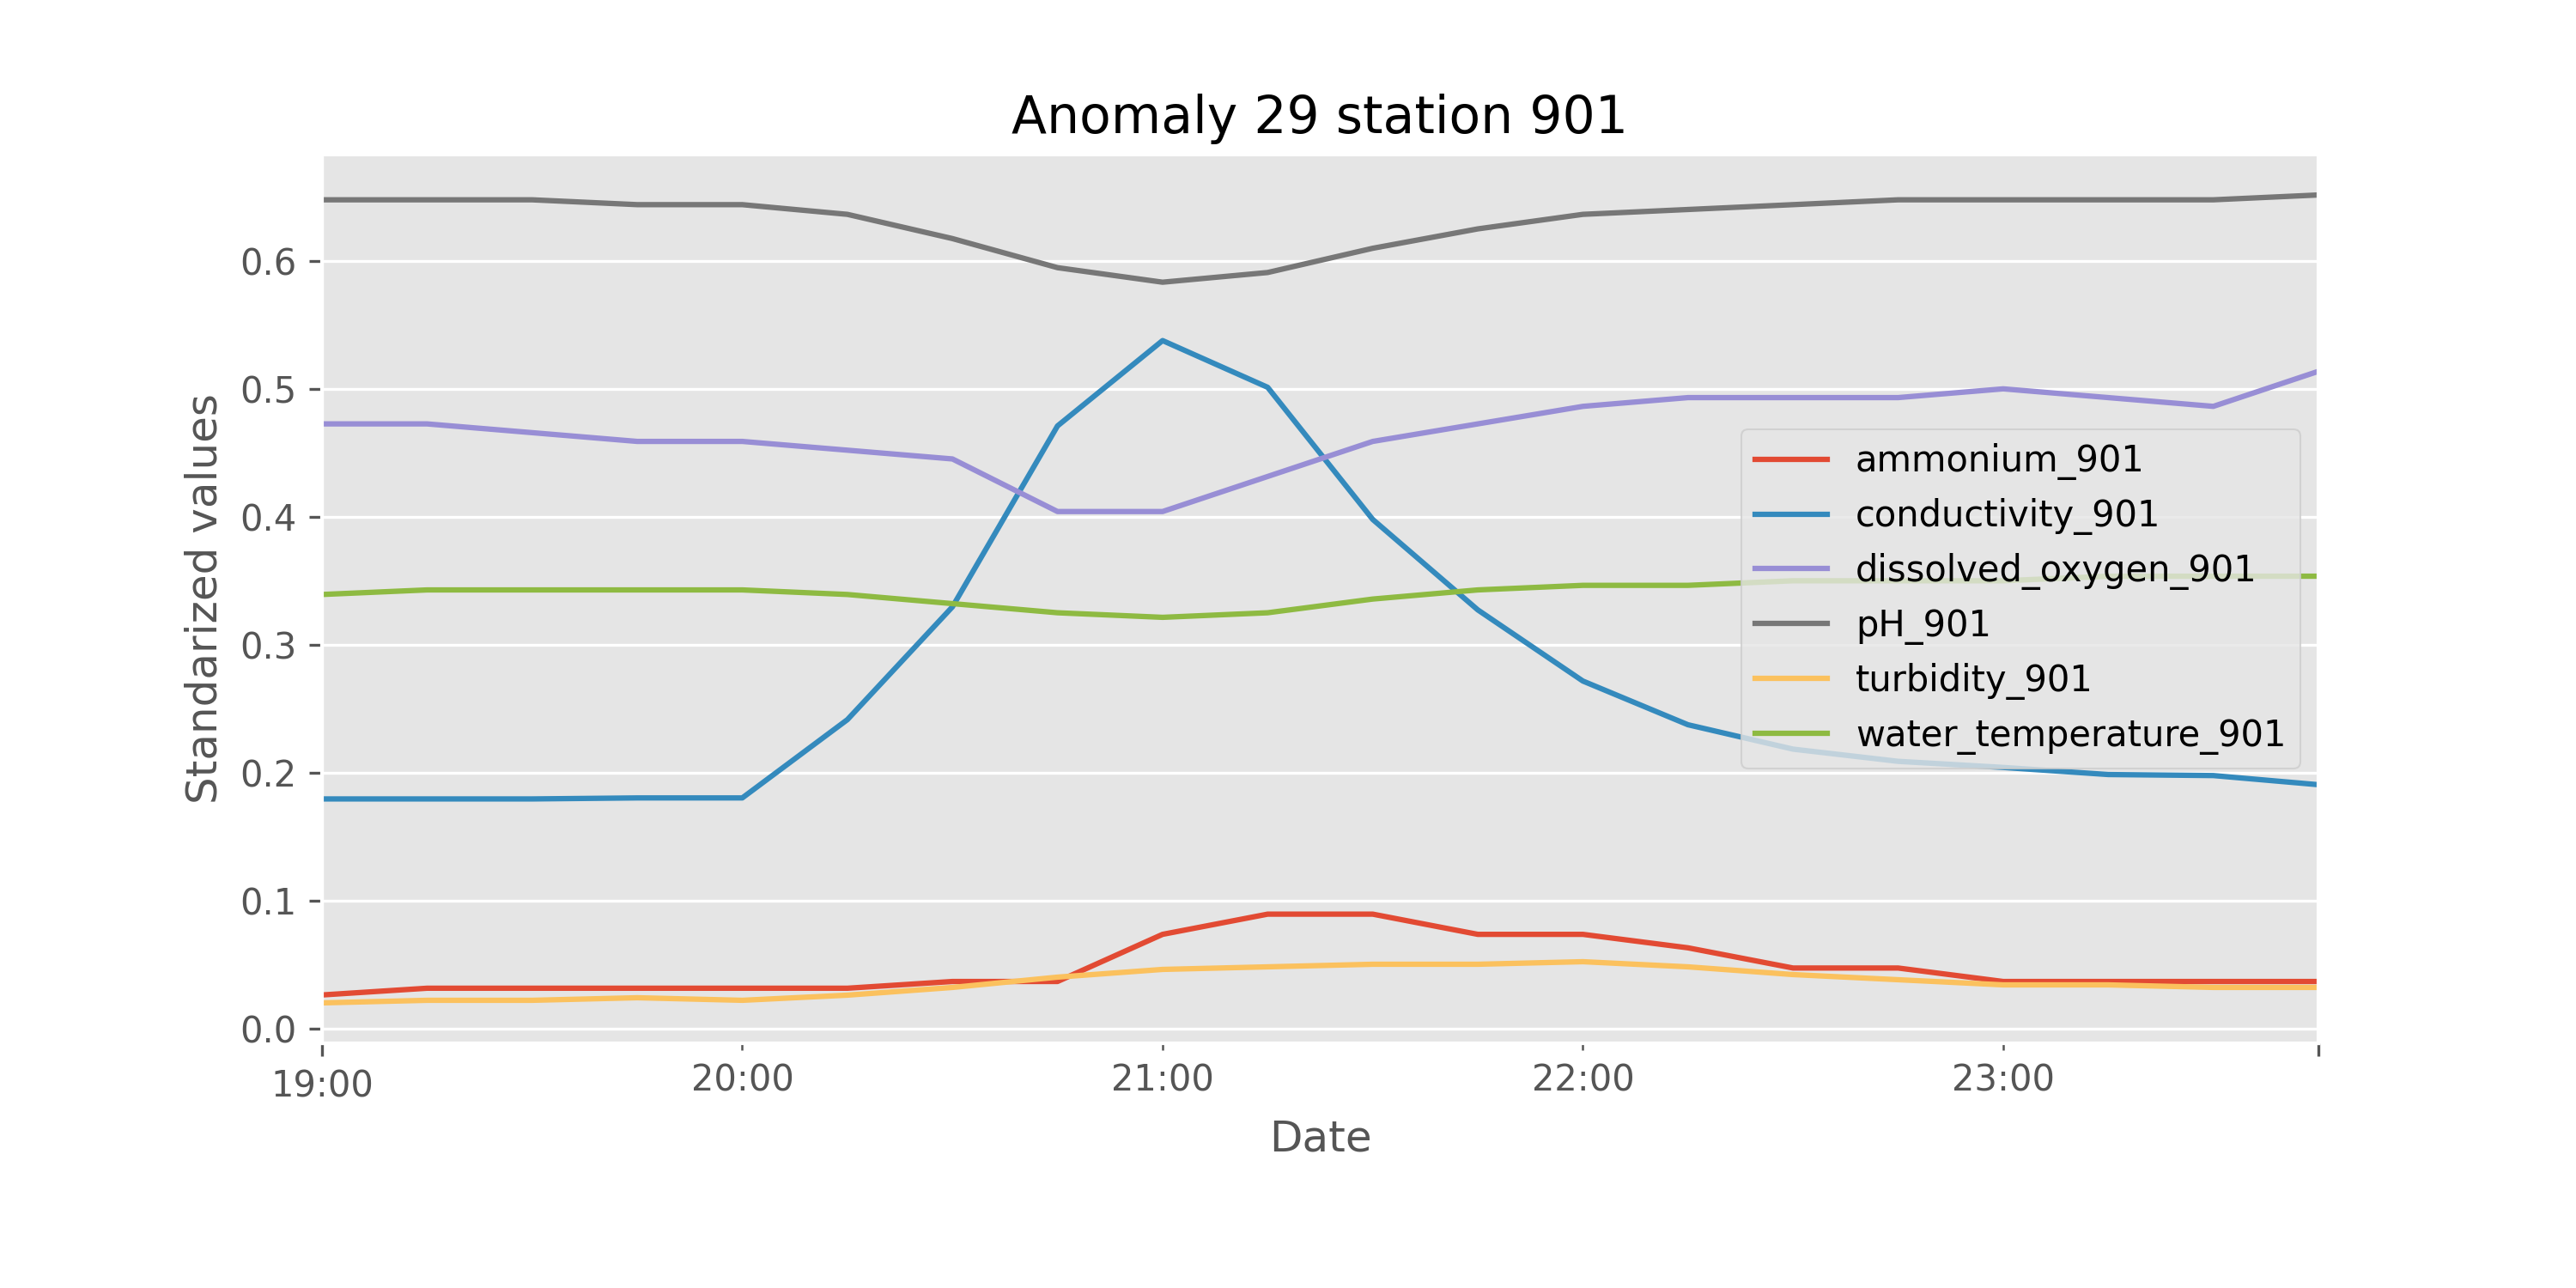 Anomaly 29 station 901
Standarized values
0.6
0.5
0.4
0.3
0.2
0.1
0.0
ammonium_901
conductivity_901
dissolved_oxygen_901
pH_901
turbidity_901
water_temperature_901
19:00 20:00 21:00 22:00 23:00
Date